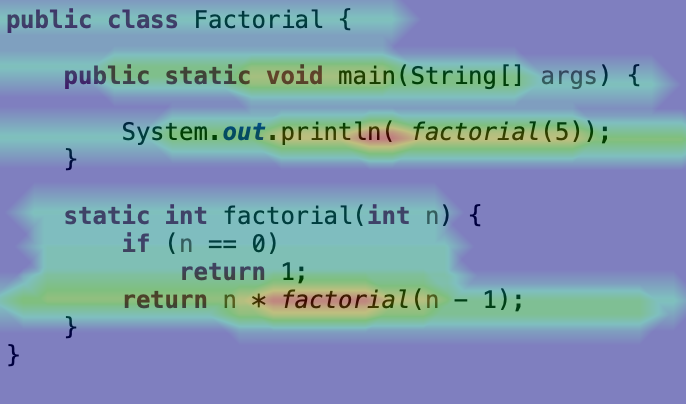 public class Factorial {
public static void main(String[] args) {
System.out.println( factorial(5));
}
static int factorial(int n) {
if (n == 0)
return 1;
return n * factorial(n - 1);
}
}